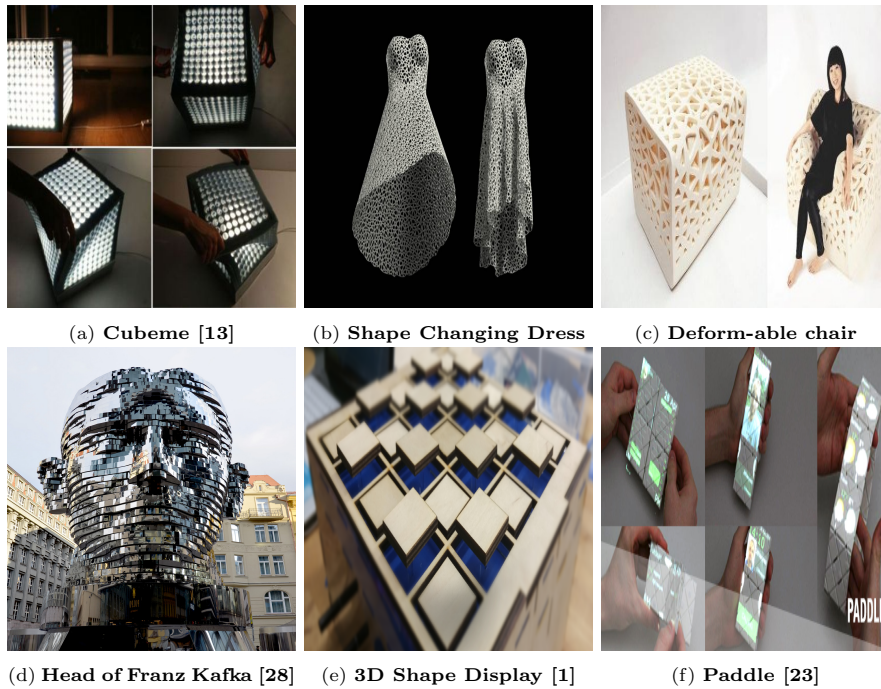 (a) Cubeme [13]
(b) Shape Changing Dress
(c) Deform-able chair
(d) Head of Franz Kafka [28]
(e) 3D Shape Display [1]
(f) Paddle [23]
PADDLE